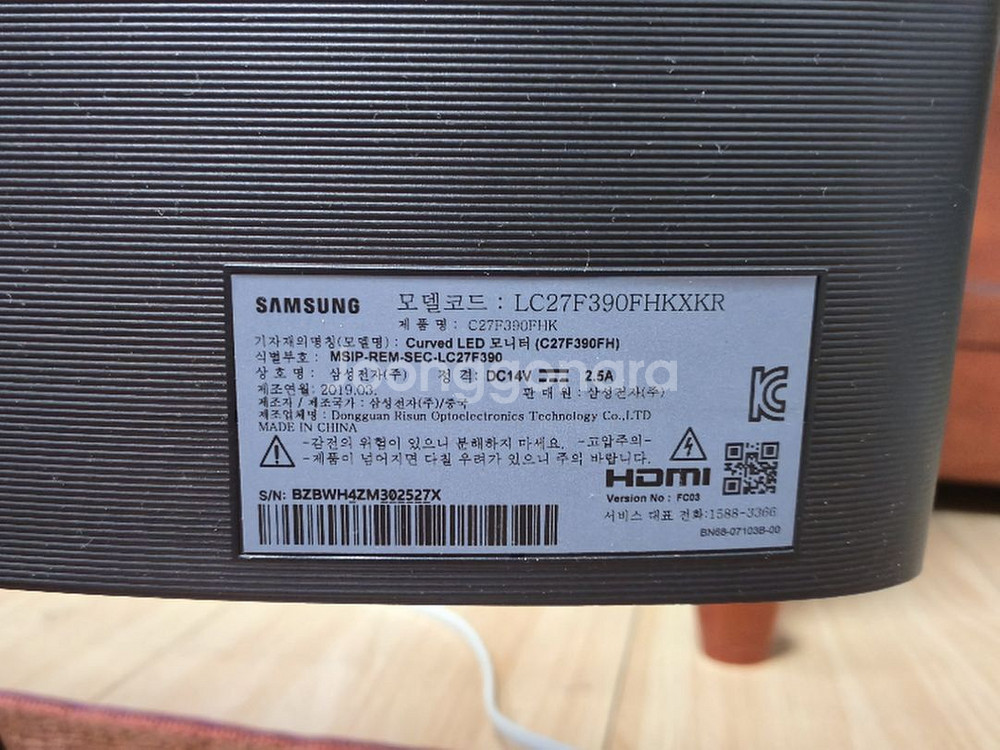 SAMSUNG 모델코드 : LC27F390FHKXKR
제 품 명 : C27F390FHK
기자재의명칭(모델명) : Curved LED 모니터 (C27F390FH)
식별부호 : MSIP-REM-SEC-LC27F390
상 호 명 : 삼성전자(주) 정 격: DC14V 2.5A
제조연월: 2019.03. 판 매 원 : 삼성전자(주)
제조자 / 제조국가 : 삼성전자(주)/중국
제조업체명 : Dongguan Risun Optoelectronics Technology Co.,LTD
MADE IN CHINA
-감전의 위험이 있으니 분해하지 마세요. -고압주의-
-제품이 넘어지면 다칠 우려가 있으니 주의 바랍니다.
HDMI
Version No : FC03
S/N: BZBWH4ZM302527X
서비스 대표 전화:1588-3366
BN68-07103B-00